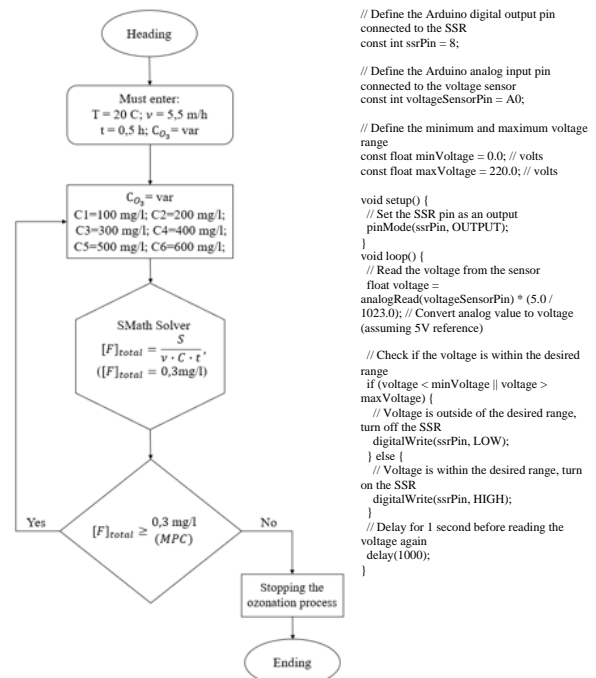 Heading
Must enter:
T = 20 C; v = 5,5 m/h
t = 0,5 h; C_{O_3} = var
C_{O_3} = var
C1=100 mg/l; C2=200 mg/l;
C3=300 mg/l; C4=400 mg/l;
C5=500 mg/l; C6=600 mg/l;
SMath Solver
[F]_{total} = \frac{S}{v · C · t},
([F]_{total} = 0,3mg/l)
Yes
[F]_{total} ≥ 0,3 mg/l
(MPC)
No
Stopping the
ozonation process
Ending
// Define the Arduino digital output pin
connected to the SSR
const int ssrPin = 8;
// Define the Arduino analog input pin
connected to the voltage sensor
const int voltageSensorPin = A0;
// Define the minimum and maximum voltage
range
const float minVoltage = 0.0; // volts
const float maxVoltage = 220.0; // volts
void setup() {
// Set the SSR pin as an output
pinMode(ssrPin, OUTPUT);
}
void loop() {
// Read the voltage from the sensor
float voltage =
analogRead(voltageSensorPin) * (5.0 /
1023.0); // Convert analog value to voltage
(assuming 5V reference)
// Check if the voltage is within the desired
range
if (voltage < minVoltage || voltage >
maxVoltage) {
// Voltage is outside of the desired range,
turn off the SSR
digitalWrite(ssrPin, LOW);
} else {
// Voltage is within the desired range, turn
on the SSR
digitalWrite(ssrPin, HIGH);
}
// Delay for 1 second before reading the
voltage again
delay(1000);
}